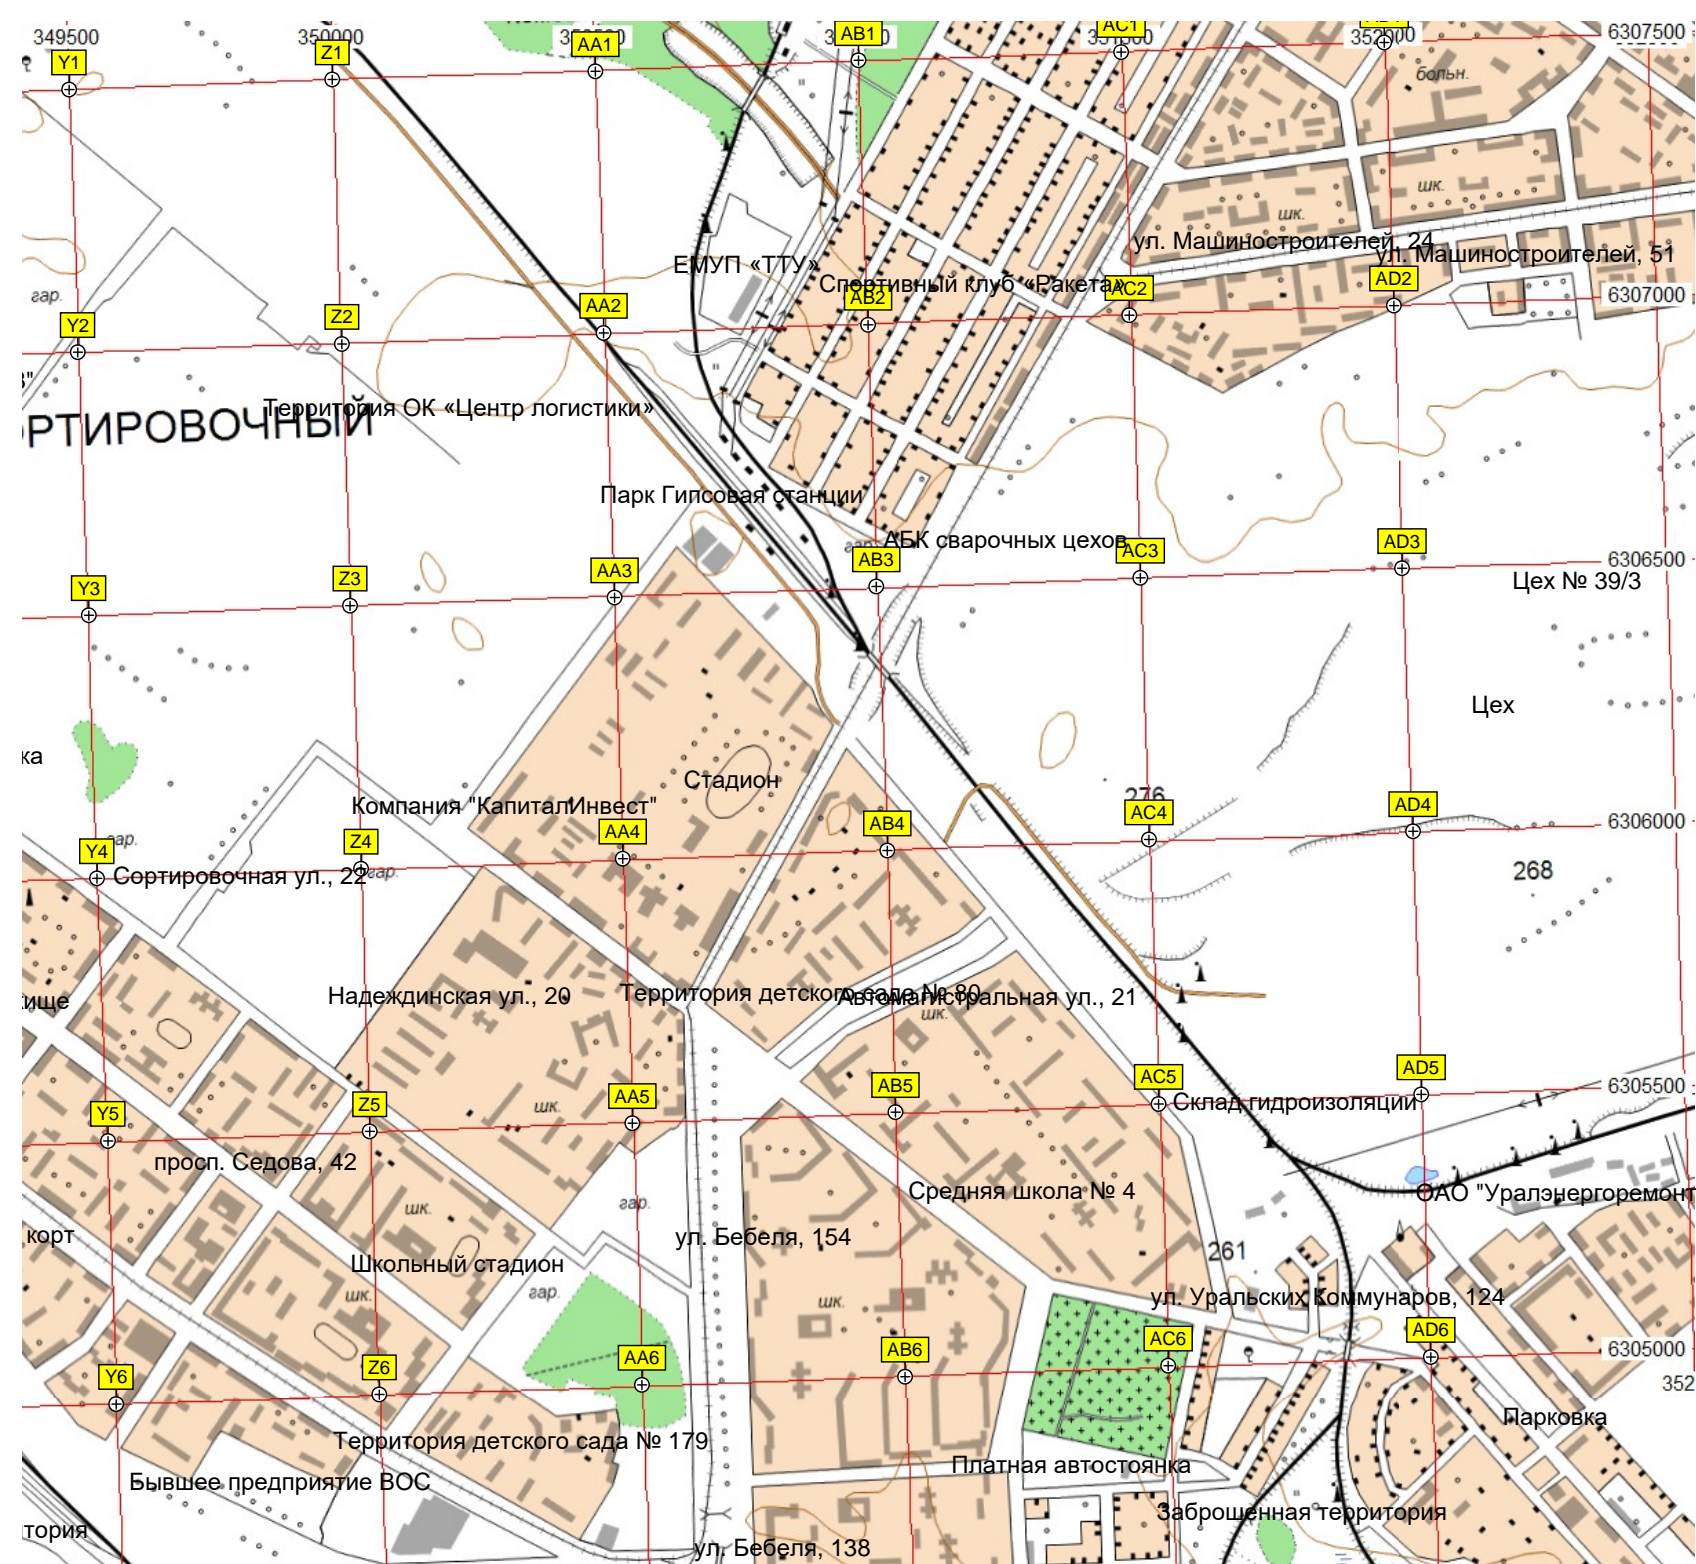 349500
350000
352000
6307500
Y1
Z1
AA1
AB1
AC1
больн.
шк.
шк.
ул. Машиностроителей, 24
ул. Машиностроителей, 51
ЕМУП «ТТУ»
Спортивный клуб «Ракета»
гар.
6307000
Y2
Z2
AA2
AB2
AC2
AD2
Территория ОК «Центр логистики»
РТИРОВОЧНЫЙ
Парк Гипсовая станции
гар.
АБК сварочных цехов
6306500
Y3
Z3
AA3
AB3
AC3
AD3
Цех № 39/3
Цех
ка
Стадион
276
Компания "КапиталИнвест"
6306000
Y4
Z4
AA4
AB4
AC4
AD4
гар.
гар.
Сортировочная ул., 22
268
ище
Надеждинская ул., 20
Территория детского сада № 80
Автомагистральная ул., 21
шк.
6305500
Y5
Z5
AA5
AB5
AC5
AD5
шк.
Склад гидроизоляции
просп. Седова, 42
Средняя школа № 4
ОАО "Уралэнергоремонт
гар.
шк.
корт
ул. Бебеля, 154
261
Школьный стадион
гар.
шк.
шк.
ул. Уральских Коммунаров, 124
6305000
Y6
Z6
AA6
AB6
AC6
AD6
352
Парковка
Территория детского сада № 179
Платная автостоянка
Бывшее предприятие ВОС
Заброшенная территория
тория
ул. Бебеля, 138